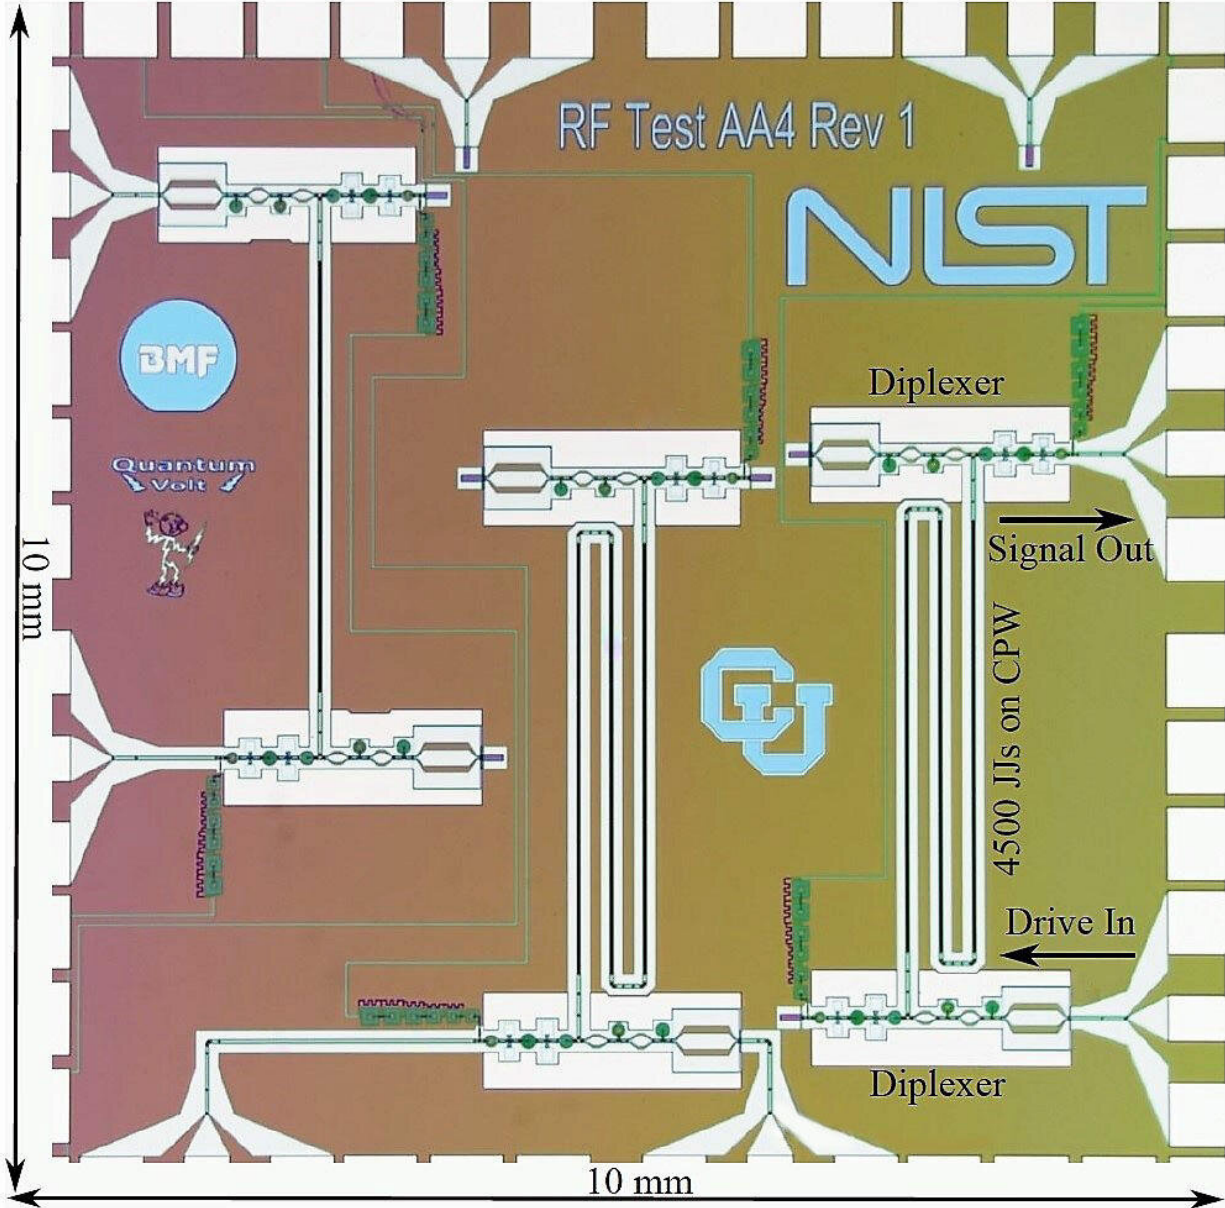 RF Test AA4 Rev 1
NIST
BMF
Diplexer
Quantum
Volt
Signal Out
10 mm
4500 JJs on CPW
CU
Drive In
Diplexer
10 mm